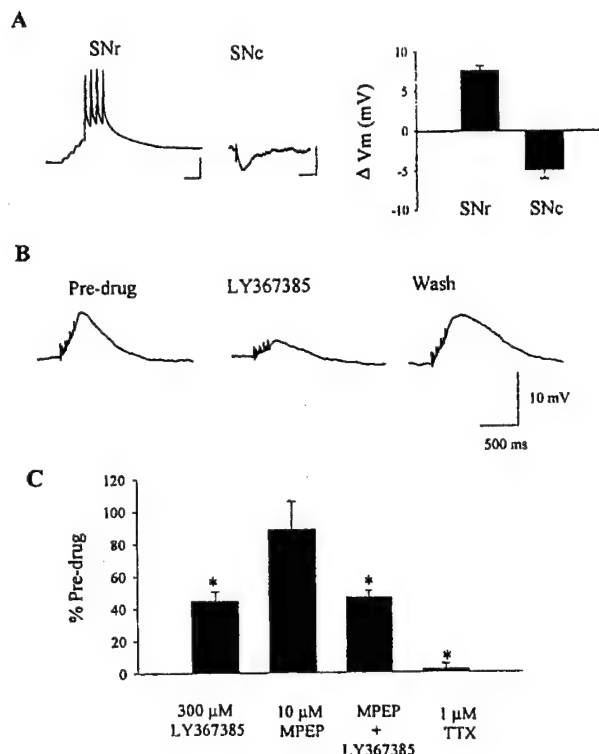 A
SNr
SNc
10
5
0
-5
-10
Δ Vm (mV)
SNr
SNc
B
Pre-drug
LY367385
Wash
10 mV
500 ms
C
120
100
80
60
40
20
0
% Pre-drug
*
*
*
300 µM
LY367385
10 µM
MPEP
MPEP
+
LY367385
1 µM
TTX